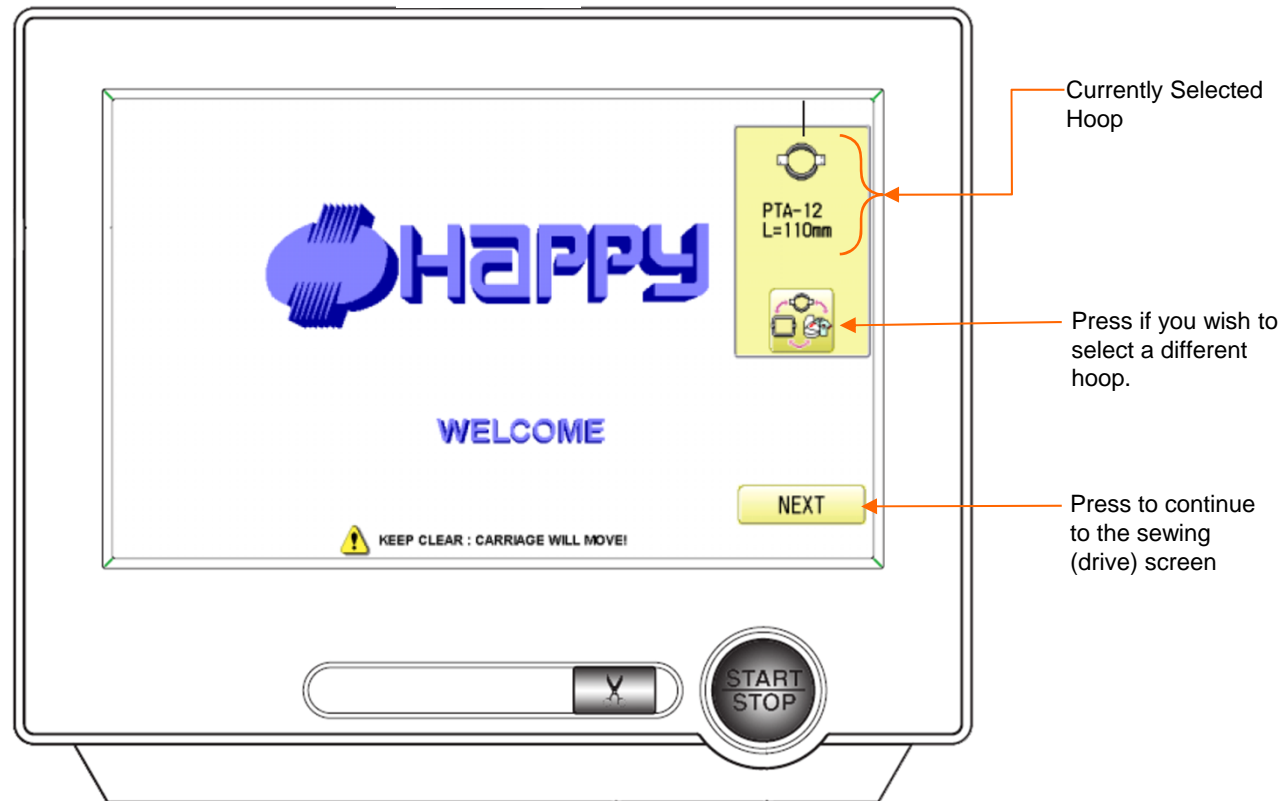 Currently Selected
Hoop
PTA-12
L=110mm
HAPPY
Press if you wish to
select a different
hoop.
WELCOME
NEXT
Press to continue
to the sewing
(drive) screen
KEEP CLEAR : CARRIAGE WILL MOVE!
START
STOP